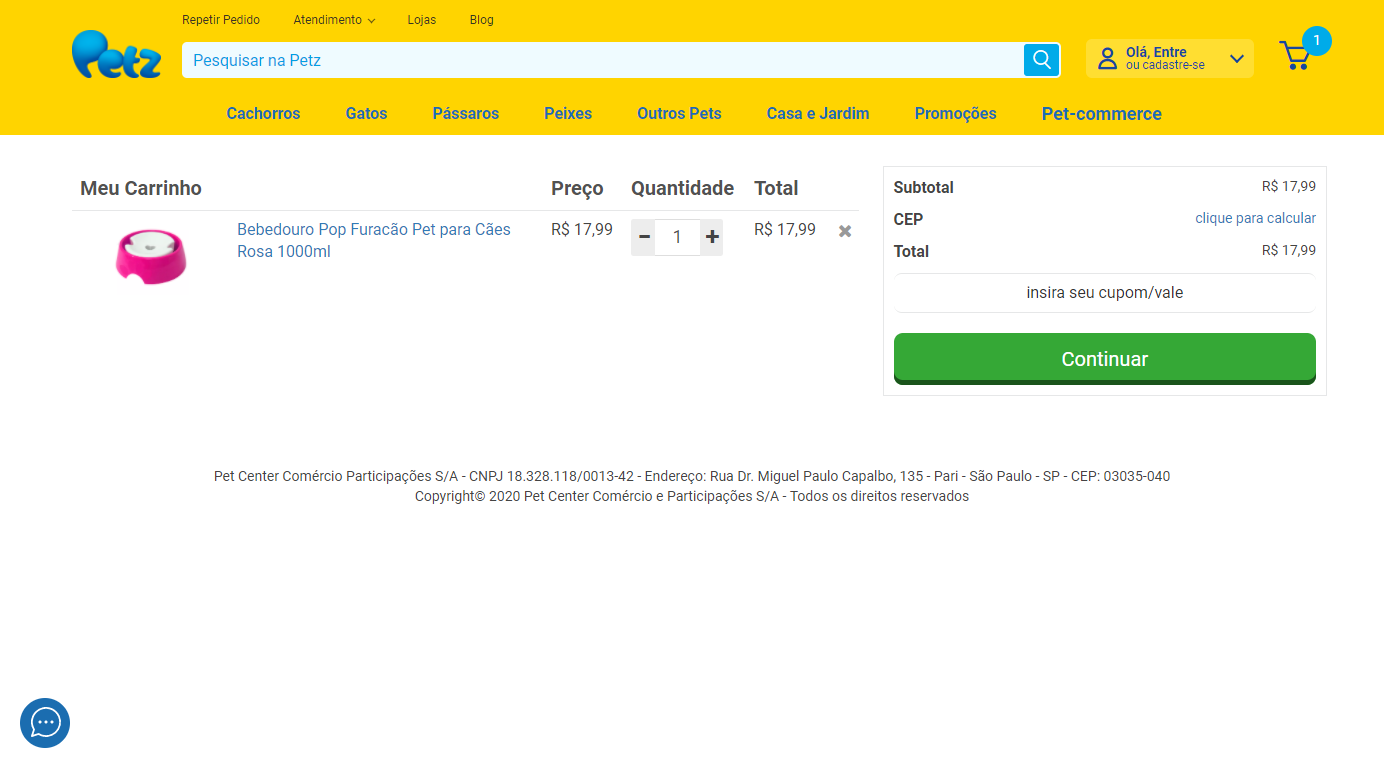 Repetir Pedido
Atendimento
Lojas
Blog
Petz
Pesquisar na Petz
Olá, Entre
ou cadastre-se
1
Cachorros
Gatos
Pássaros
Peixes
Outros Pets
Casa e Jardim
Promoções
Pet-commerce
Meu Carrinho
Preço
Quantidade
Total
Bebedouro Pop Furacão Pet para Cães
Rosa 1000ml
R$ 17,99
1
R$ 17,99
Subtotal
R$ 17,99
CEP
clique para calcular
Total
R$ 17,99
insira seu cupom/vale
Continuar
Pet Center Comércio Participações S/A - CNPJ 18.328.118/0013-42 - Endereço: Rua Dr. Miguel Paulo Capalbo, 135 - Pari - São Paulo - SP - CEP: 03035-040
Copyright© 2020 Pet Center Comércio e Participações S/A - Todos os direitos reservados